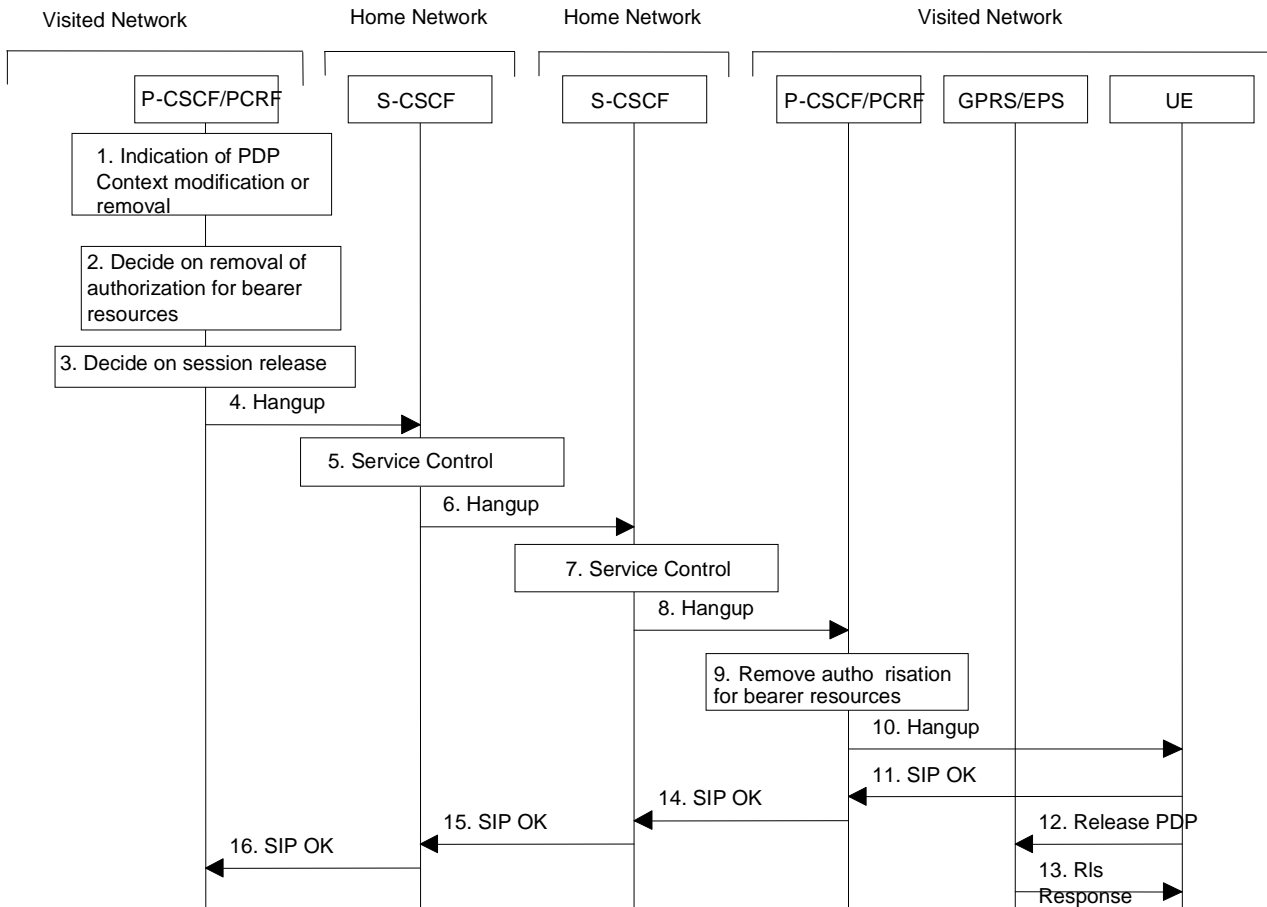 Visited Network
Home Network
Home Network
Visited Network
P-CSCF/PCRF
S-CSCF
S-CSCF
P-CSCF/PCRF
GPRS/EPS
UE
1. Indication of PDP
Context modification or
removal
2. Decide on removal of
authorization for bearer
resources
3. Decide on session release
4. Hangup
5. Service Control
6. Hangup
7. Service Control
8. Hangup
9. Remove autho risation
for bearer resources
10. Hangup
11. SIP OK
14. SIP OK
15. SIP OK
12. Release PDP
16. SIP OK
13. Rls
Response